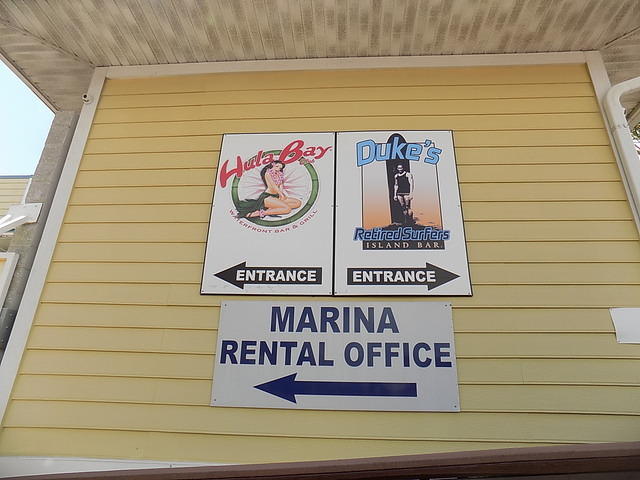 Hula Bay
WATERFRONT BAR & GRILL
ENTRANCE
Duke's
Retired Surfers
ISLAND BAR.
ENTRANCE
MARINA
RENTAL OFFICE